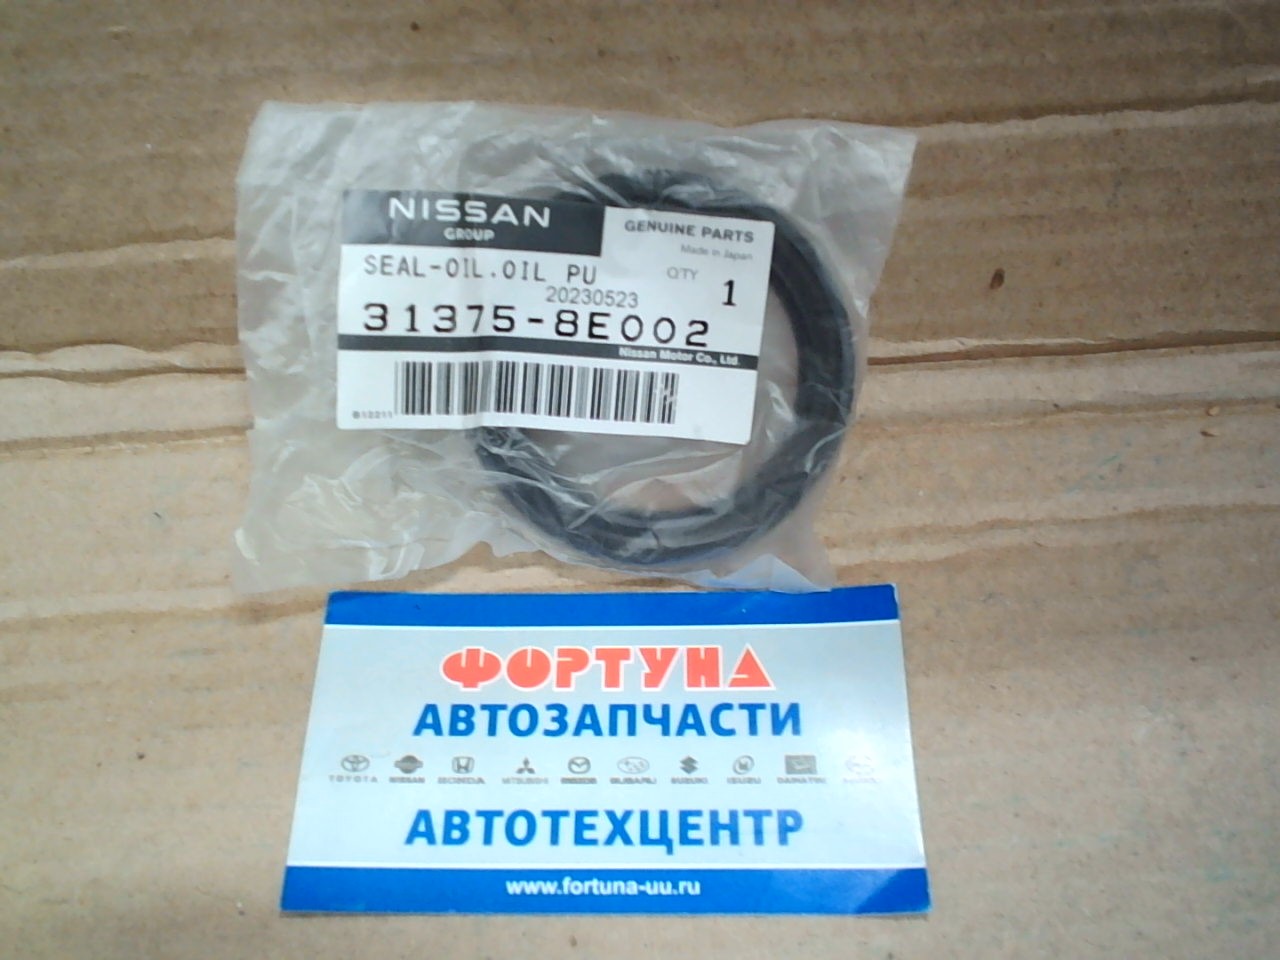 NISSAN
GROUP
GENUINE PARTS
Made in Japan
SEAL-OIL.OIL PU
QTY 1
20230523
31375-8E002
Nissan Motor Co., Ltd.
B12211
ФОРТУНА
АВТОЗАПЧАСТИ
TOYOTA NISSAN HONDA MITSUBISHI MAZDA SUBARU SUZUKI ISUZU DAIHATSU
АВТОТЕХЦЕНТР
www.fortuna-uu.ru